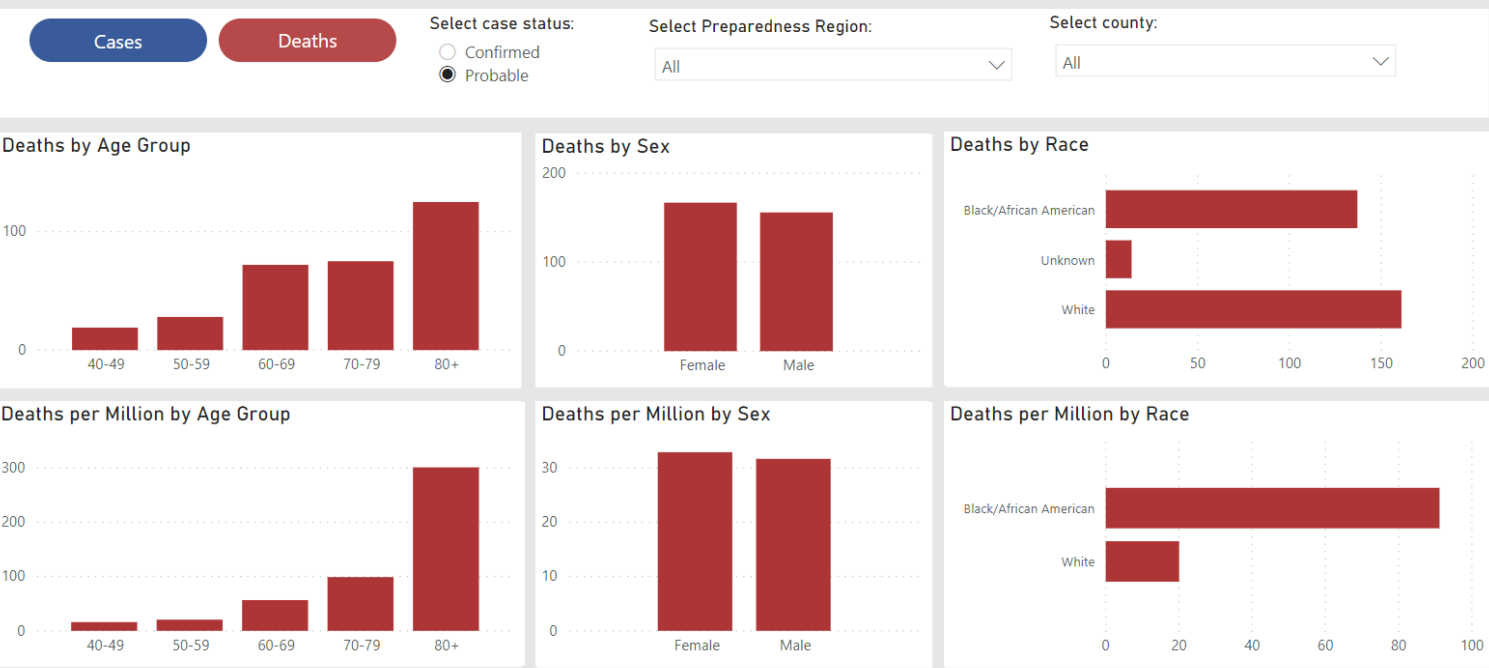 Cases
Deaths
Select case status:
Confirmed
Probable
Select Preparedness Region:
All
Select county:
All
Deaths by Age Group
100
0
40-49 50-59 60-69 70-79 80+
Deaths by Sex
200
100
0
Female Male
Deaths by Race
Black/African American
Unknown
White
0 50 100 150 200
Deaths per Million by Age Group
300
200
100
0
40-49 50-59 60-69 70-79 80+
Deaths per Million by Sex
30
20
10
0
Female Male
Deaths per Million by Race
Black/African American
White
0 20 40 60 80 100